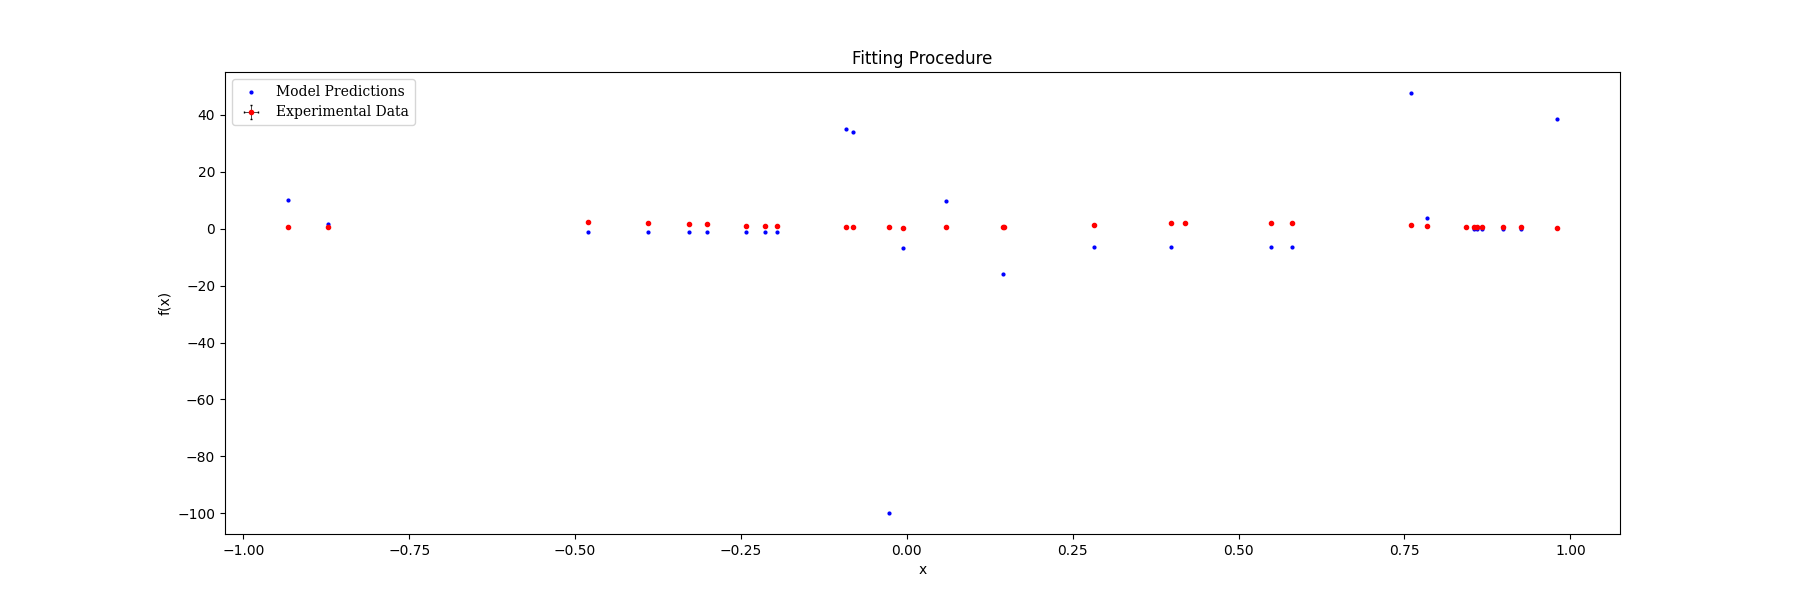 Fitting Procedure
Model Predictions
Experimental Data
f(x)
40
20
0
−20
−40
−60
−80
−100
−1.00 −0.75 −0.50 −0.25 0.00 0.25 0.50 0.75 1.00
x